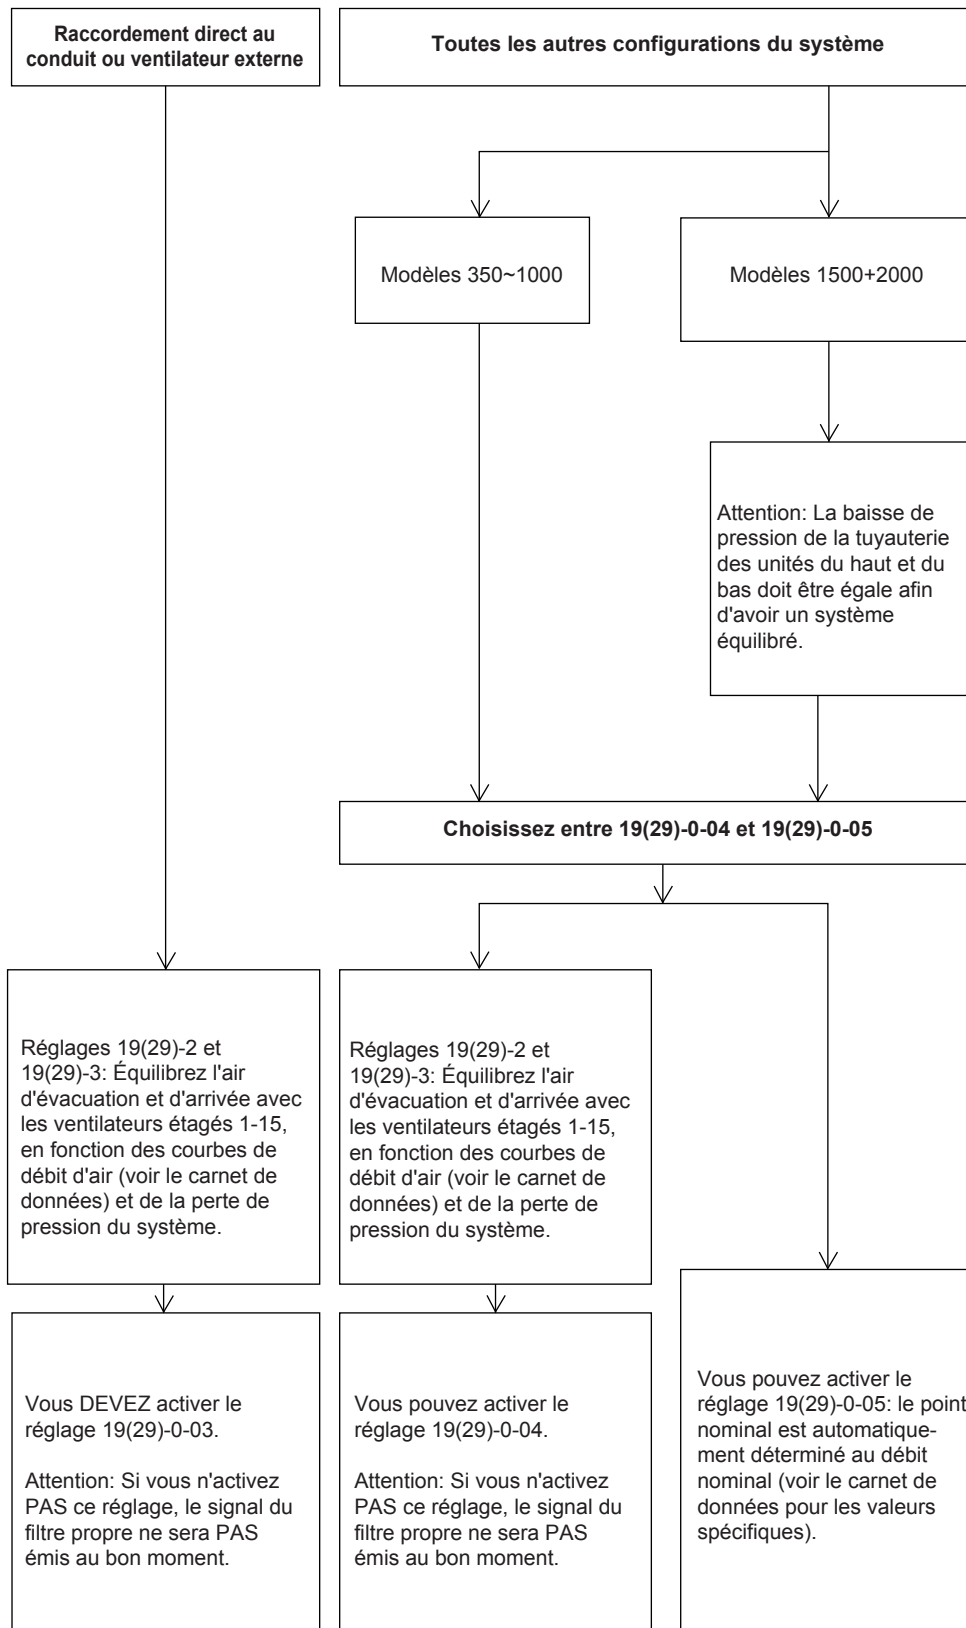 Raccordement direct au
conduit ou ventilateur externe
Toutes les autres configurations du système
Modèles 350~1000
Modèles 1500+2000
Attention: La baisse de
pression de la tuyauterie
des unités du haut et du
bas doit être égale afin
d'avoir un système
équilibré.
Choisissez entre 19(29)-0-04 et 19(29)-0-05
Réglages 19(29)-2 et
19(29)-3: Équilibrez l'air
d'évacuation et d'arrivée avec
les ventilateurs étagés 1-15,
en fonction des courbes de
débit d'air (voir le carnet de
données) et de la perte de
pression du système.
Réglages 19(29)-2 et
19(29)-3: Équilibrez l'air
d'évacuation et d'arrivée avec
les ventilateurs étagés 1-15,
en fonction des courbes de
débit d'air (voir le carnet de
données) et de la perte de
pression du système.
Vous DEVEZ activer le
réglage 19(29)-0-03.
Attention: Si vous n'activez
PAS ce réglage, le signal du
filtre propre ne sera PAS
émis au bon moment.
Vous pouvez activer le
réglage 19(29)-0-04.
Attention: Si vous n'activez
PAS ce réglage, le signal du
filtre propre ne sera PAS
émis au bon moment.
Vous pouvez activer le
réglage 19(29)-0-05: le point
nominal est automatique-
ment déterminé au débit
nominal (voir le carnet de
données pour les valeurs
spécifiques).